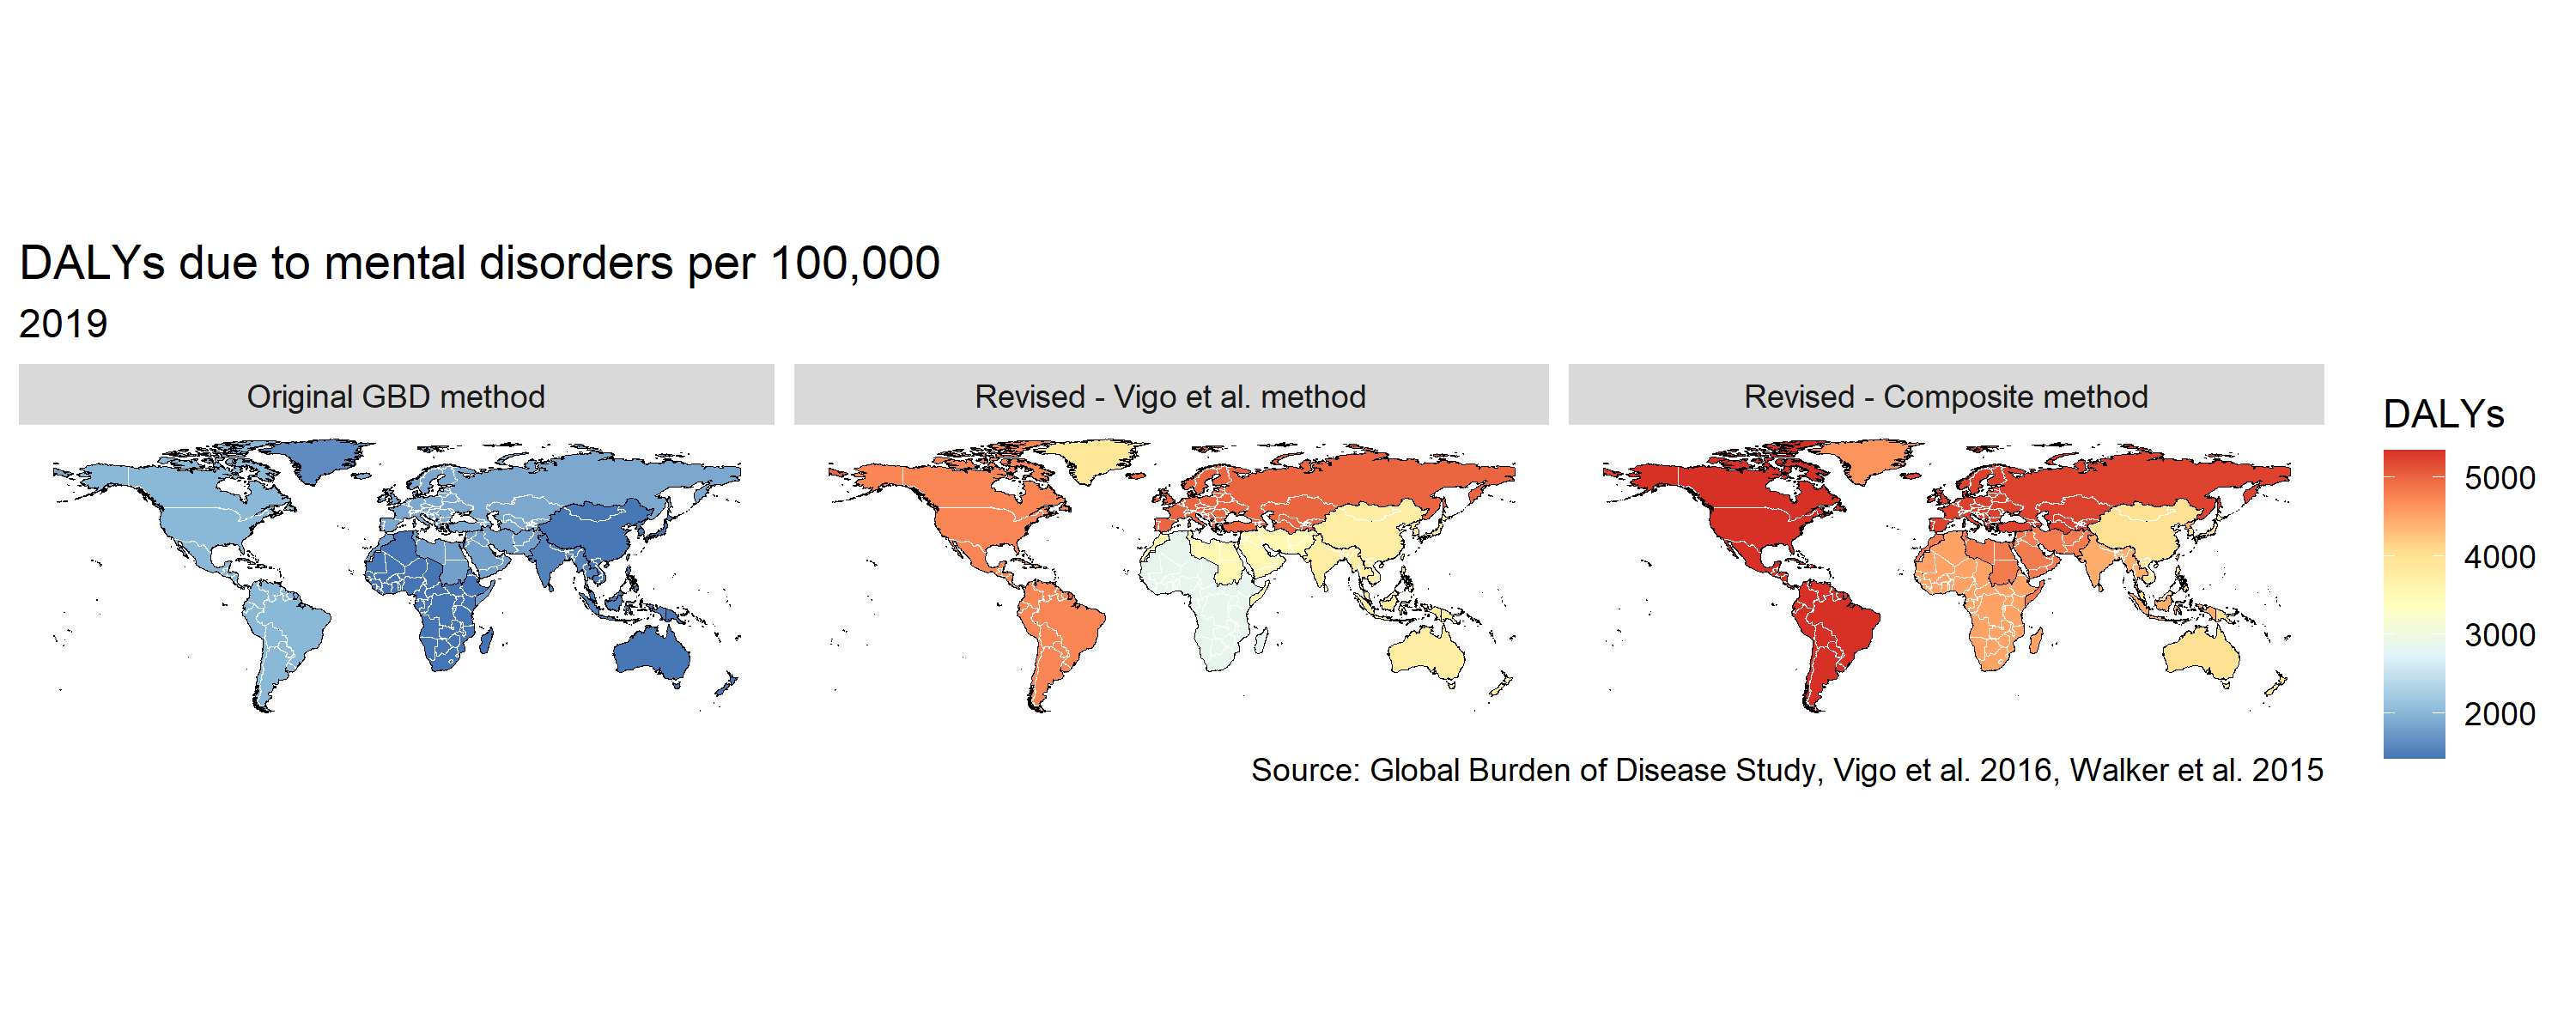 DALYs due to mental disorders per 100,000
2019
Original GBD method
Revised - Vigo et al. method
Revised - Composite method
DALYs
5000
4000
3000
2000
Source: Global Burden of Disease Study, Vigo et al. 2016, Walker et al. 2015